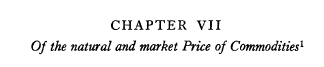 CHAPTER VII
Of the natural and market Price of Commodities¹